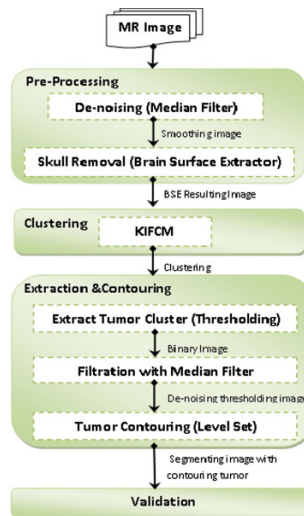 MR Image
Pre-Processing
De-noising (Median Filter)
Smoothing image
Skull Removal (Brain Surface Extractor)
BSE Resulting Image
Clustering
KIFCM
Clustering
Extraction &Contouring
Extract Tumor Cluster (Thresholding)
Binary Image
Filtration with Median Filter
De-noising thresholding image
Tumor Contouring (Level Set)
Segmenting image with
contouring tumor
Validation